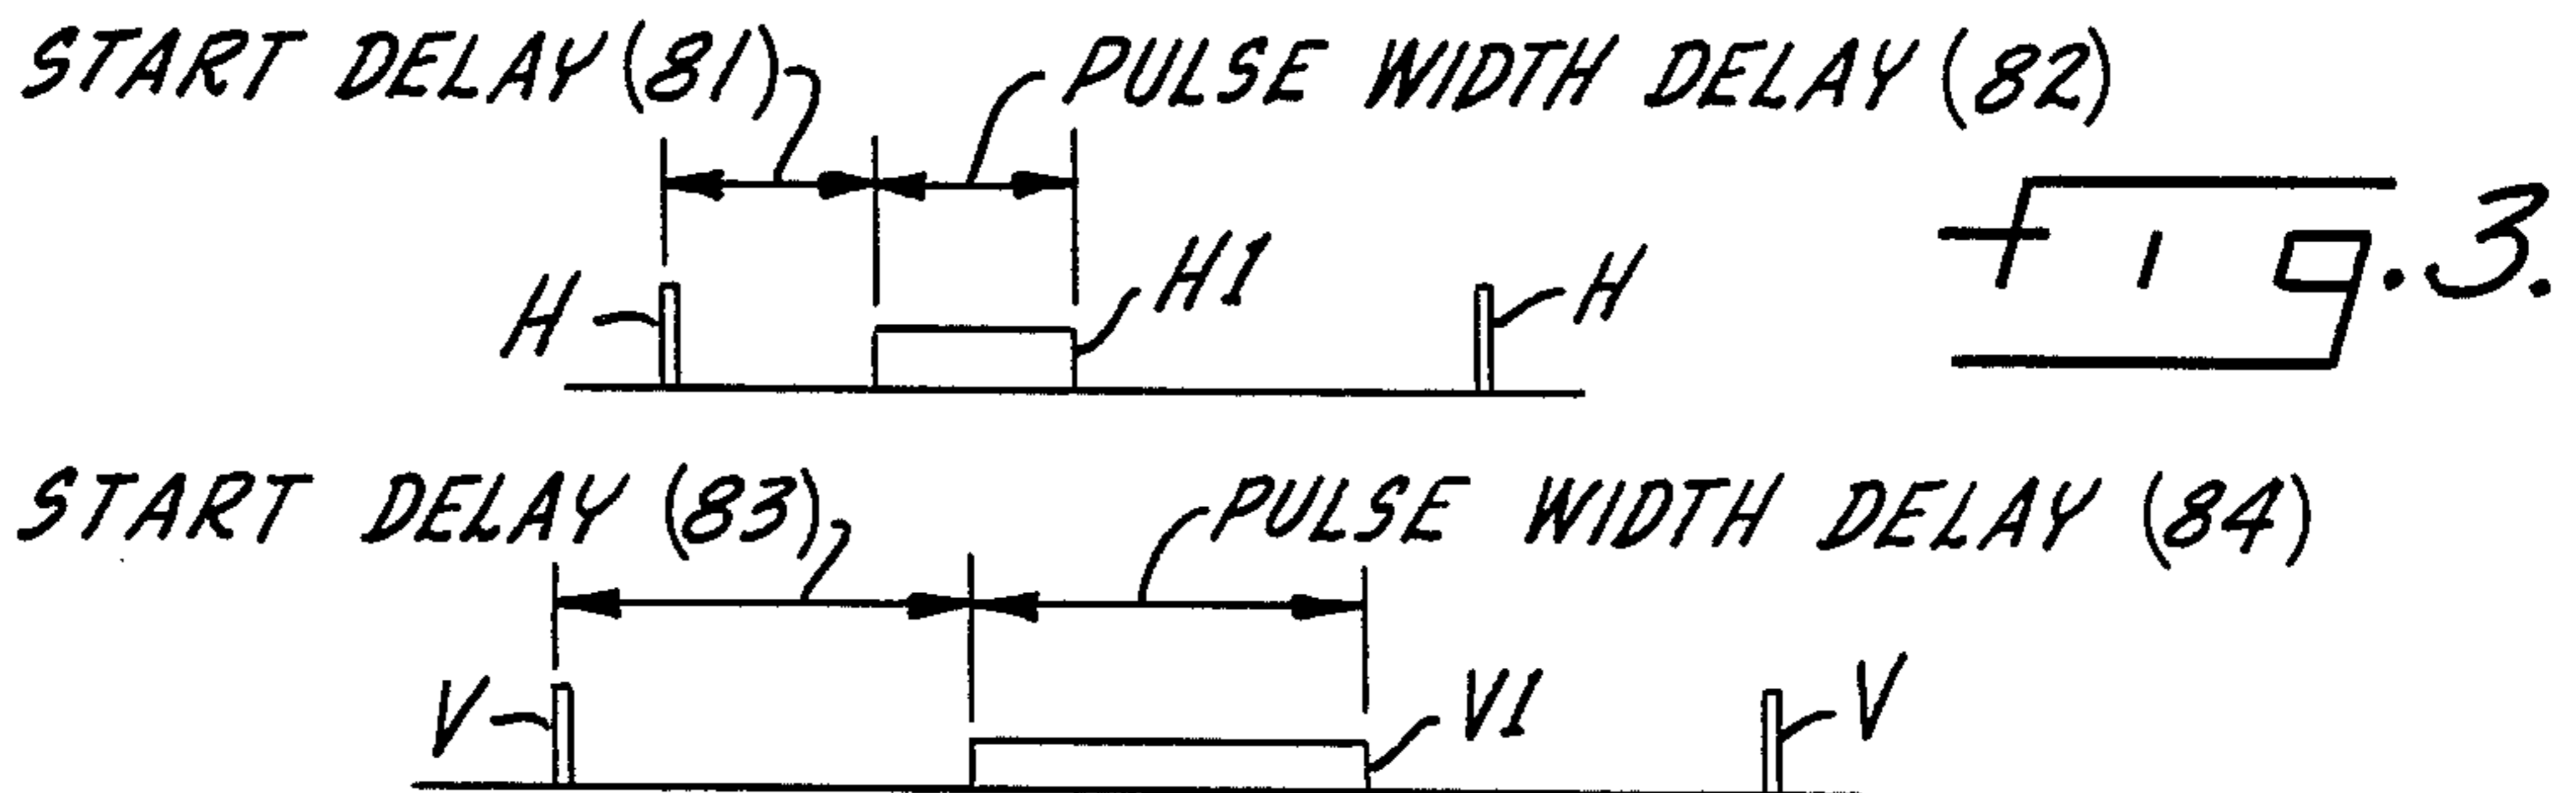 START DELAY (81) PULSE WIDTH DELAY (82)
H H1 H
Fig. 3.
START DELAY (83) PULSE WIDTH DELAY (84)
V V1 V